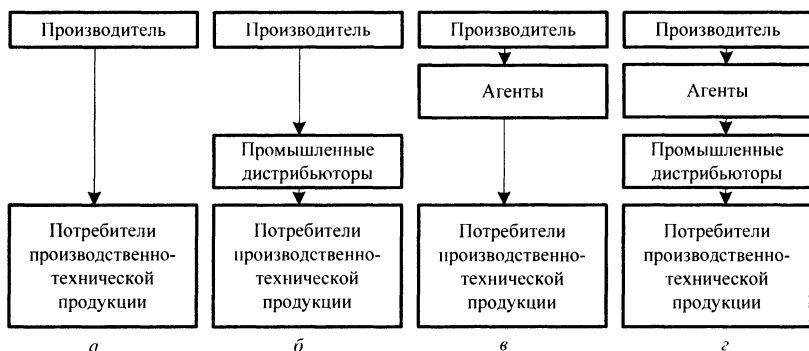 Производитель
Производитель
Производитель
Производитель
Агенты
Агенты
Промышленные
дистрибьюторы
Промышленные
дистрибьюторы
Потребители
производственно-
технической
продукции
Потребители
производственно-
технической
продукции
Потребители
производственно-
технической
продукции
Потребители
производственно-
технической
продукции
а
б
в
г